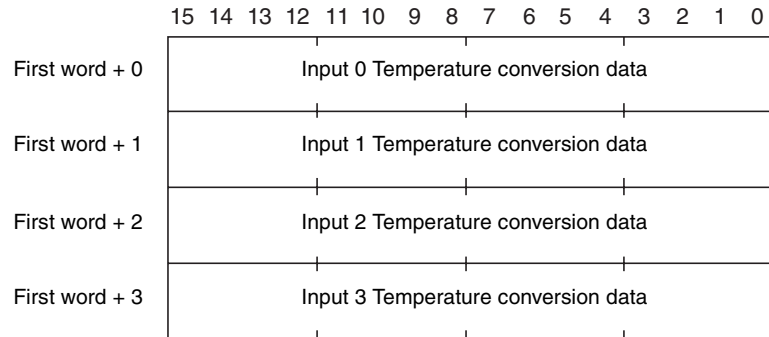 15 14 13 12 11 10 9 8 7 6 5 4 3 2 1 0
First word + 0 Input 0 Temperature conversion data
First word + 1 Input 1 Temperature conversion data
First word + 2 Input 2 Temperature conversion data
First word + 3 Input 3 Temperature conversion data